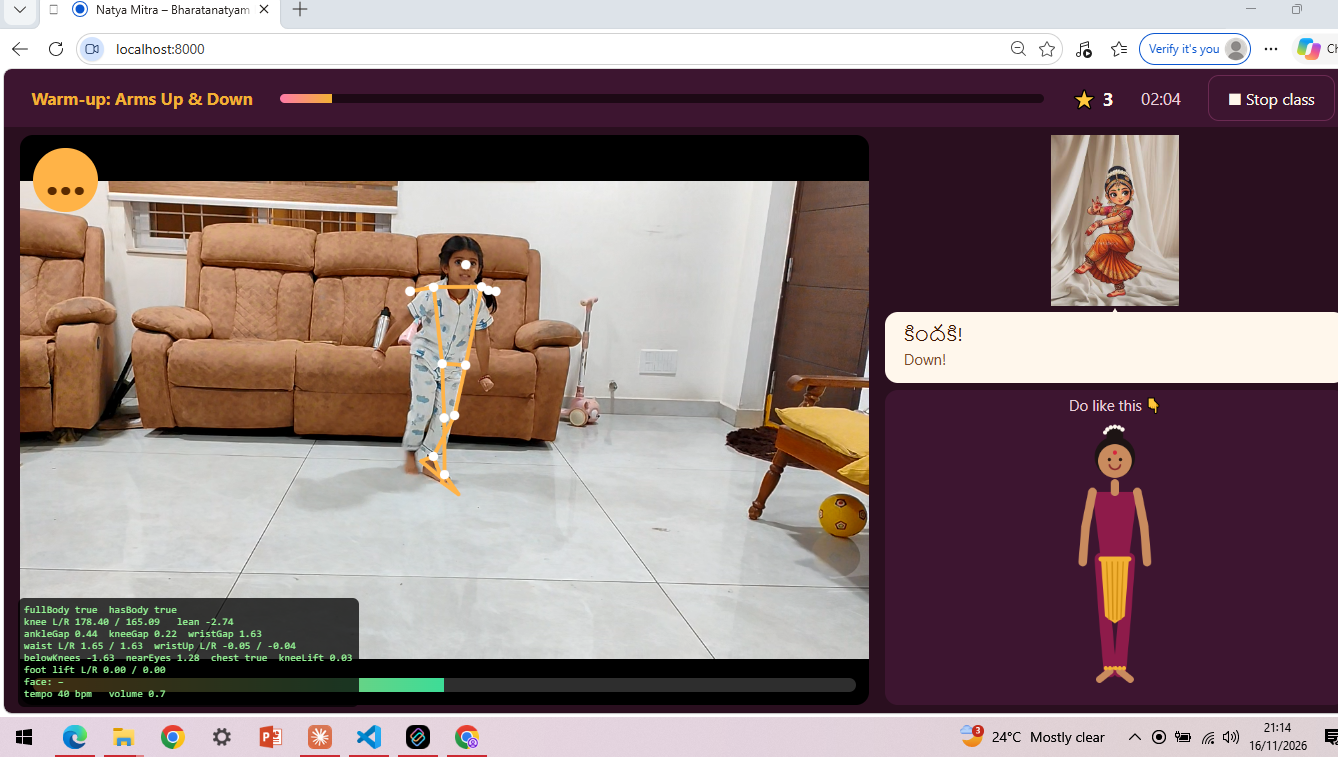 Natya Mitra – Bharatanatyam
localhost:8000
Verify it's you
Warm-up: Arms Up & Down
3
02:04
Stop class
కిందకి!
Down!
Do like this
fullBody true hasBody true
knee L/R 178.40 / 165.09 lean -2.74
ankleGap 0.44 kneeGap 0.22 wristGap 1.63
waist L/R 1.65 / 1.63 wristUp L/R -0.05 / -0.04
belowKnees -1.63 nearEyes 1.28 chest true kneeLift 0.03
foot lift L/R 0.00 / 0.00
face: –
tempo 40 bpm volume 0.7
3
24°C Mostly clear
21:14
16/11/2026